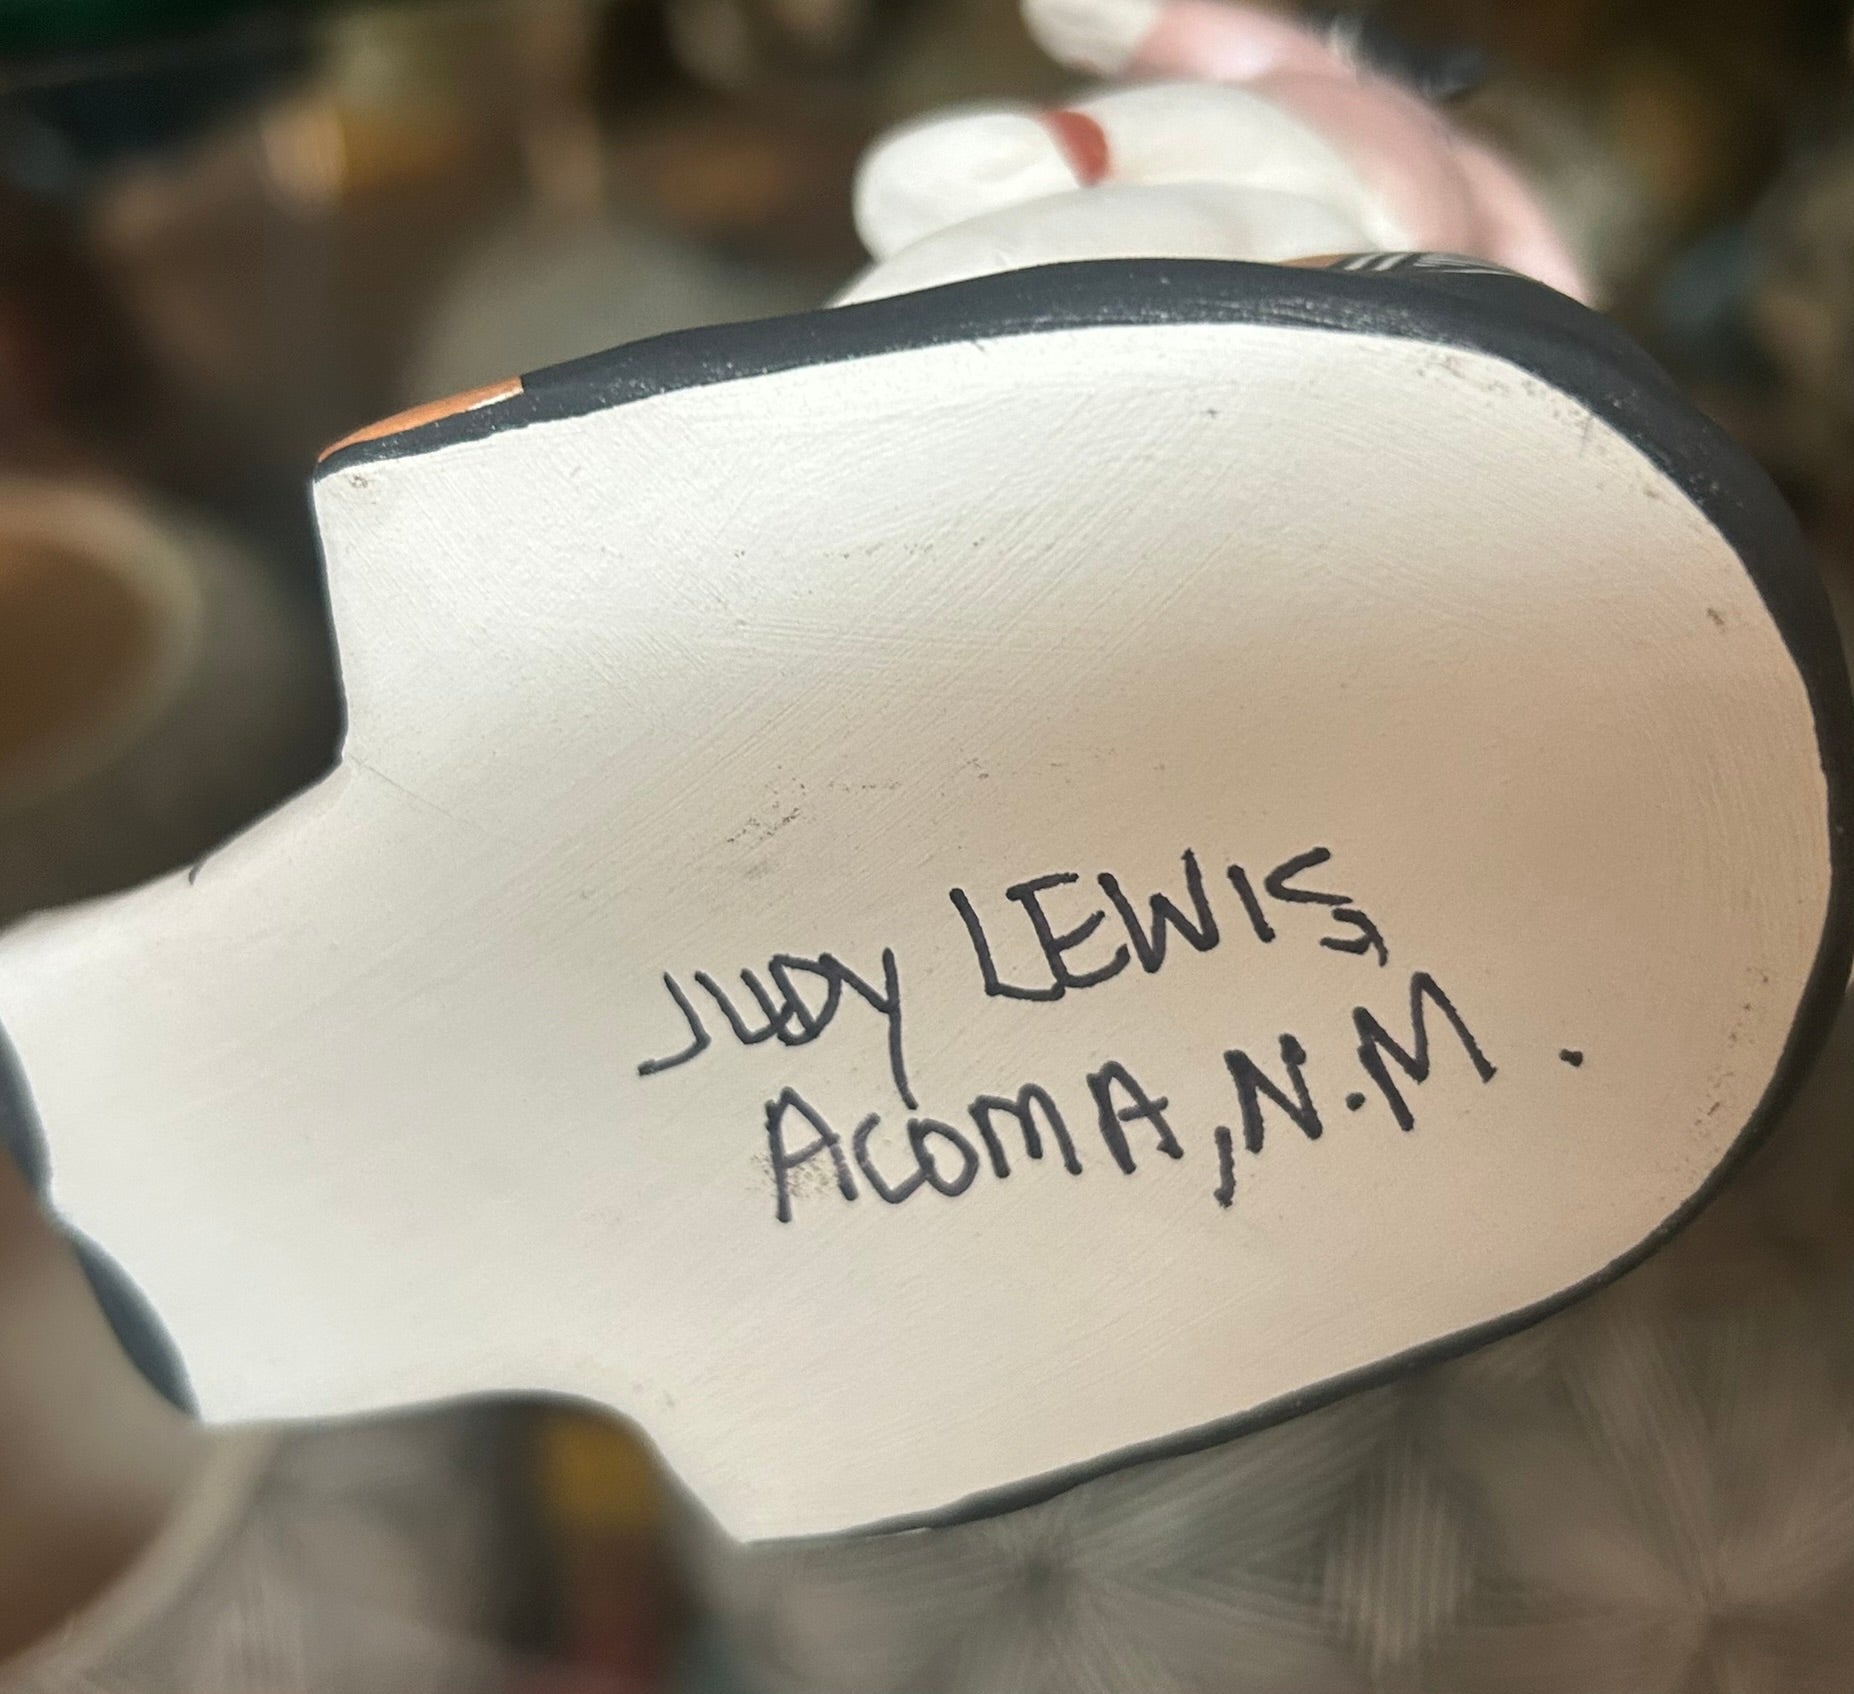 JUDY LEWIS,
ACOMA, N.M.